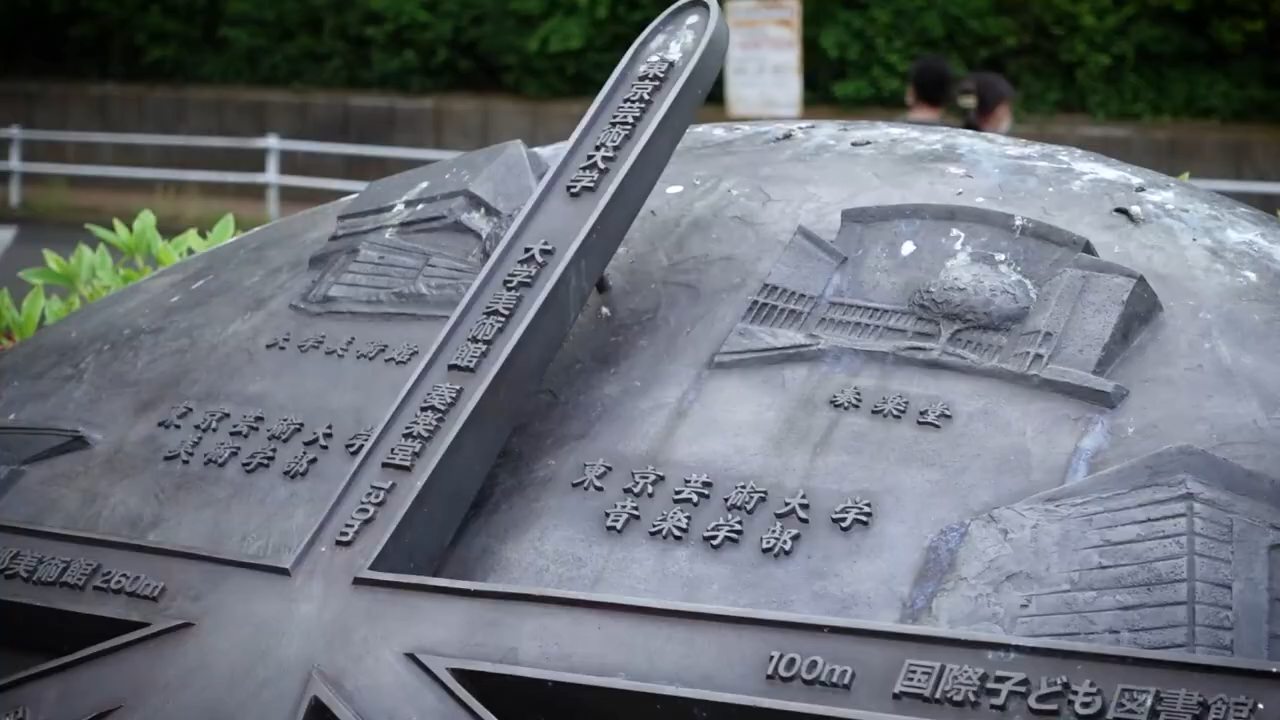 東京芸術大学
大学美術館 奏楽堂 130m
大学美術館
東京芸術大学
美術学部
奏楽堂
東京芸術大学
音楽学部
美術館 260m
100m 国際子ども図書館